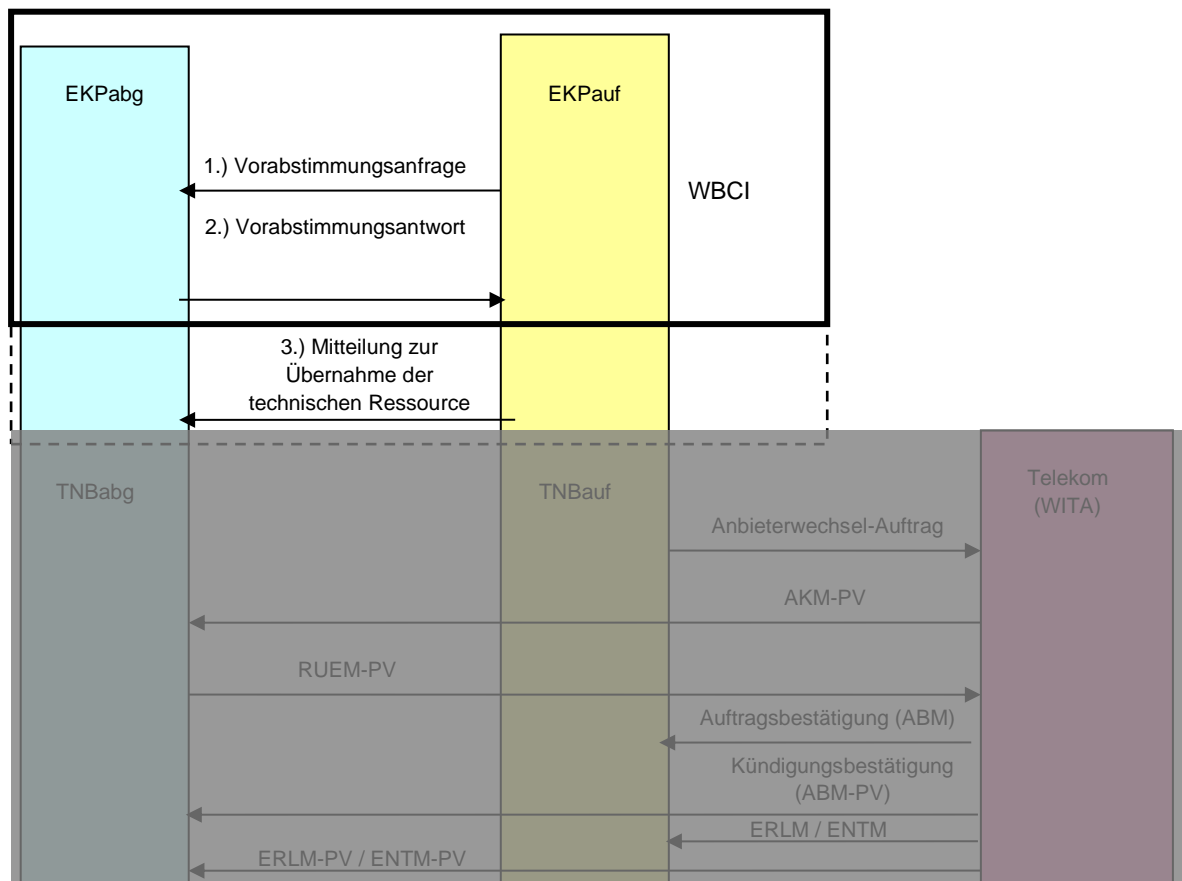 EKPabg
EKPauf
1.) Vorabstimmungsanfrage
WBCI
2.) Vorabstimmungsantwort
3.) Mitteilung zur
Übernahme der
technischen Ressource
TNBabg
TNBauf
Telekom
(WITA)
Anbieterwechsel-Auftrag
AKM-PV
RUEM-PV
Auftragsbestätigung (ABM)
Kündigungsbestätigung
(ABM-PV)
ERLM / ENTM
ERLM-PV / ENTM-PV